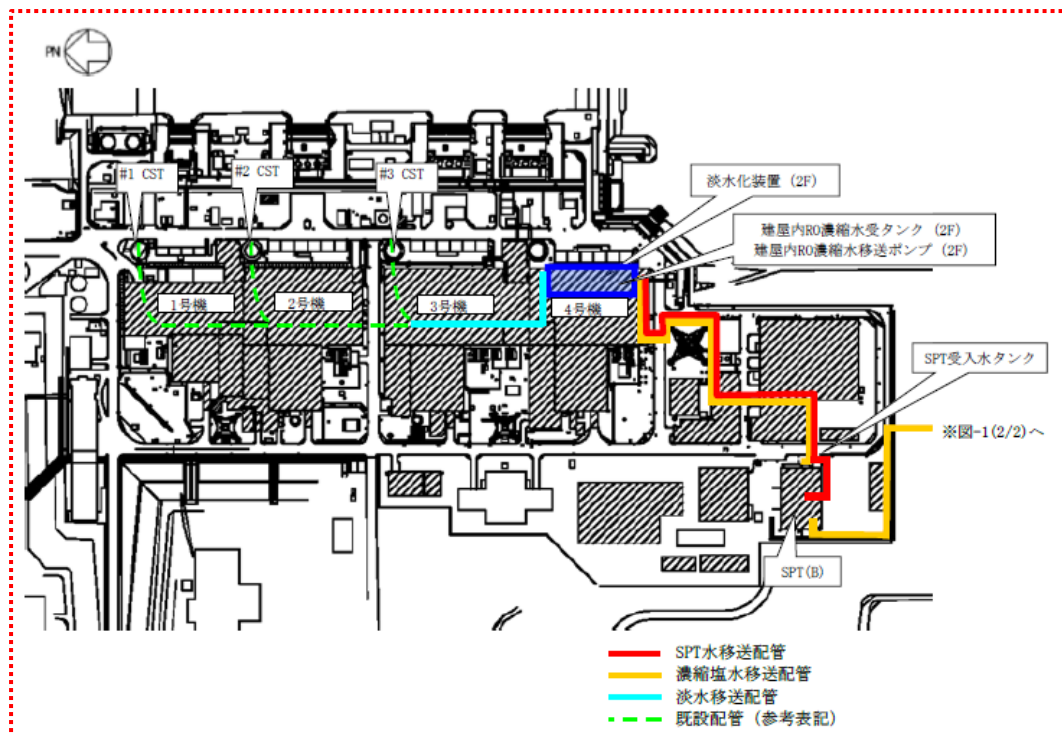 PN
#1 CST
#2 CST
#3 CST
淡水化装置 (2F)
建屋内RO濃縮水受タンク (2F)
建屋内RO濃縮水移送ポンプ (2F)
1号機
2号機
3号機
4号機
SPT受入水タンク
※図-1(2/2)へ
SPT(B)
SPT水移送配管
濃縮塩水移送配管
淡水移送配管
既設配管 (参考表記)